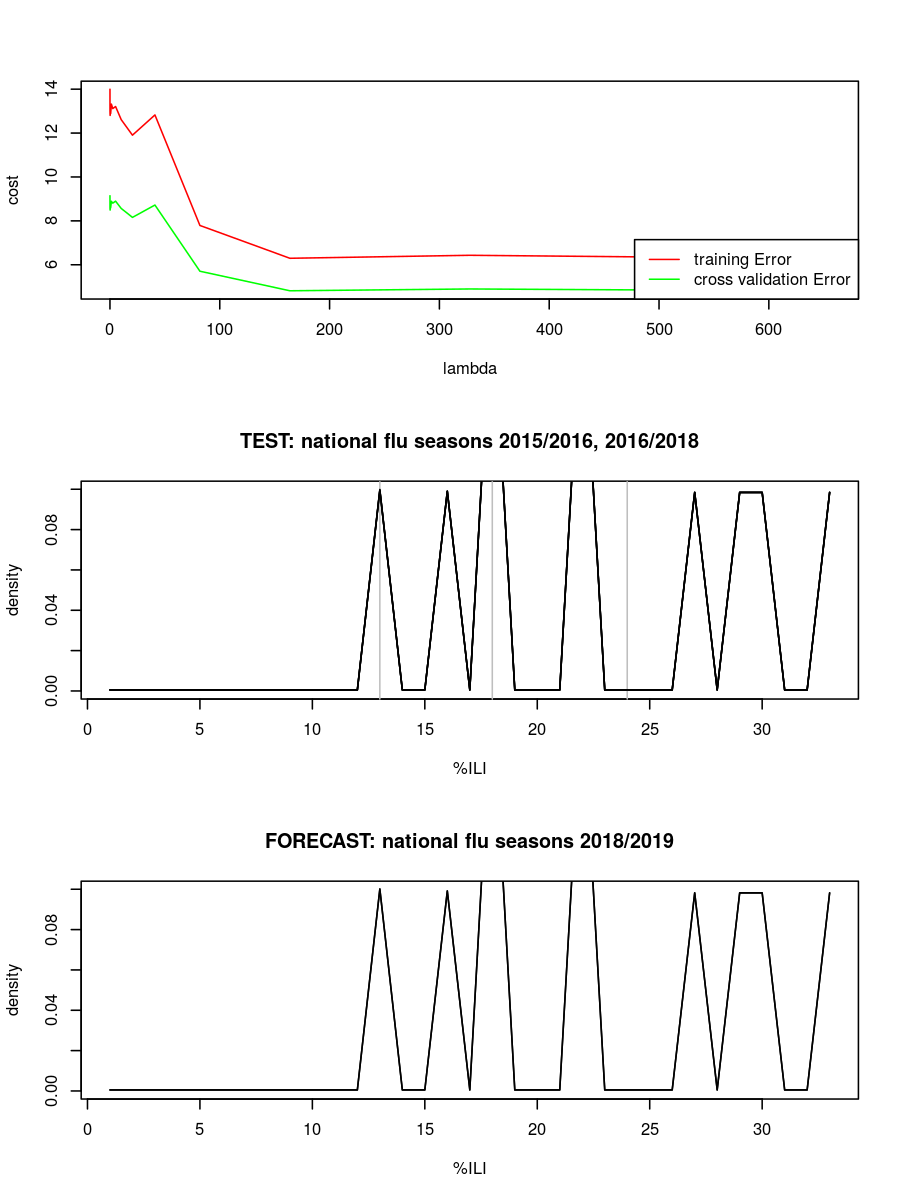 14
12
10
8
6
cost
training Error
cross validation Error
0 100 200 300 400 500 600
lambda
TEST: national flu seasons 2015/2016, 2016/2018
0.08
0.04
0.00
density
0 5 10 15 20 25 30
%ILI
FORECAST: national flu seasons 2018/2019
0.08
0.04
0.00
density
0 5 10 15 20 25 30
%ILI